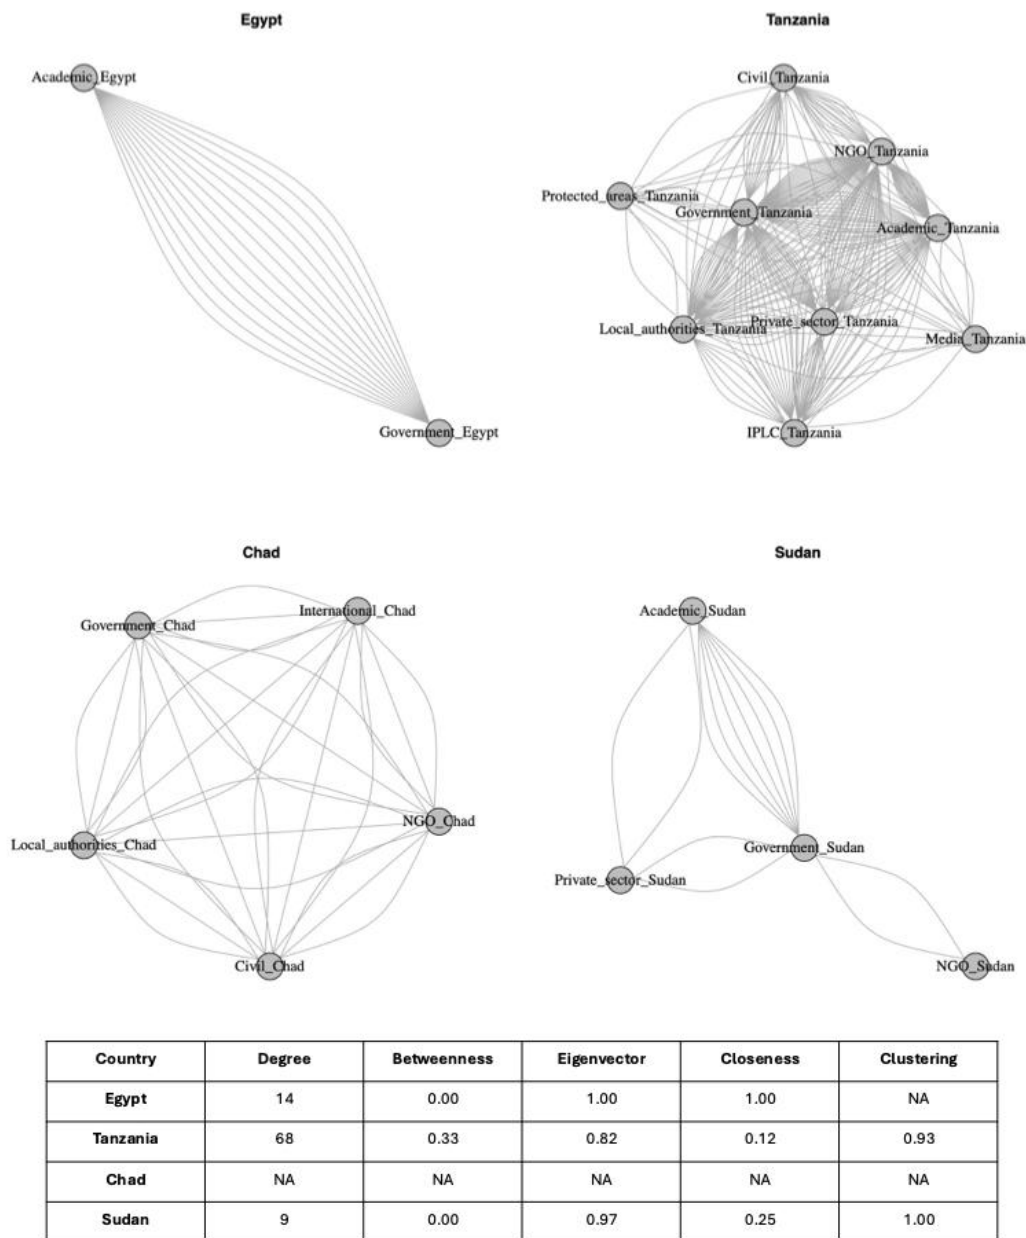 Egypt
Academic_Egypt
Government_Egypt
Tanzania
Civil_Tanzania
NGO_Tanzania
Protected_areas_Tanzania
Government_Tanzania
Academic_Tanzania
Local_authorities_Tanzania
Private_sector_Tanzania
Media_Tanzania
IPLC_Tanzania
Chad
International_Chad
Government_Chad
NGO_Chad
Local_authorities_Chad
Civil_Chad
Sudan
Academic_Sudan
Government_Sudan
Private_sector_Sudan
NGO_Sudan
Country Degree Betweenness Eigenvector Closeness Clustering
Egypt 14 0.00 1.00 1.00 NA
Tanzania 68 0.33 0.82 0.12 0.93
Chad NA NA NA NA NA
Sudan 9 0.00 0.97 0.25 1.00